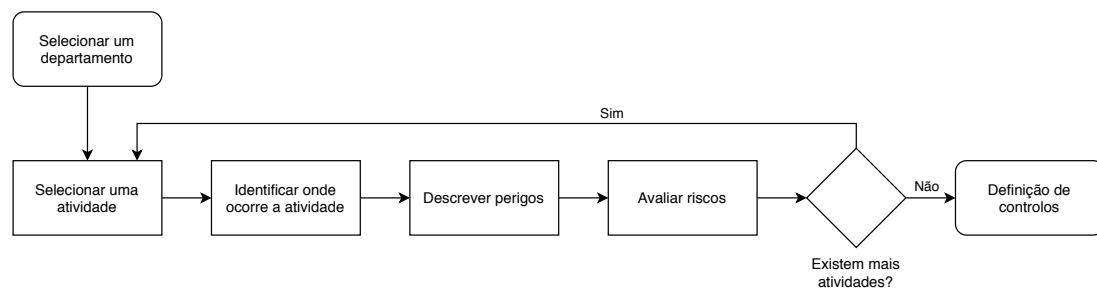 Selecionar um
departamento
Sim
Selecionar uma
atividade
Identificar onde
ocorre a atividade
Descrever perigos
Avaliar riscos
Não
Definição de
controlos
Existem mais
atividades?